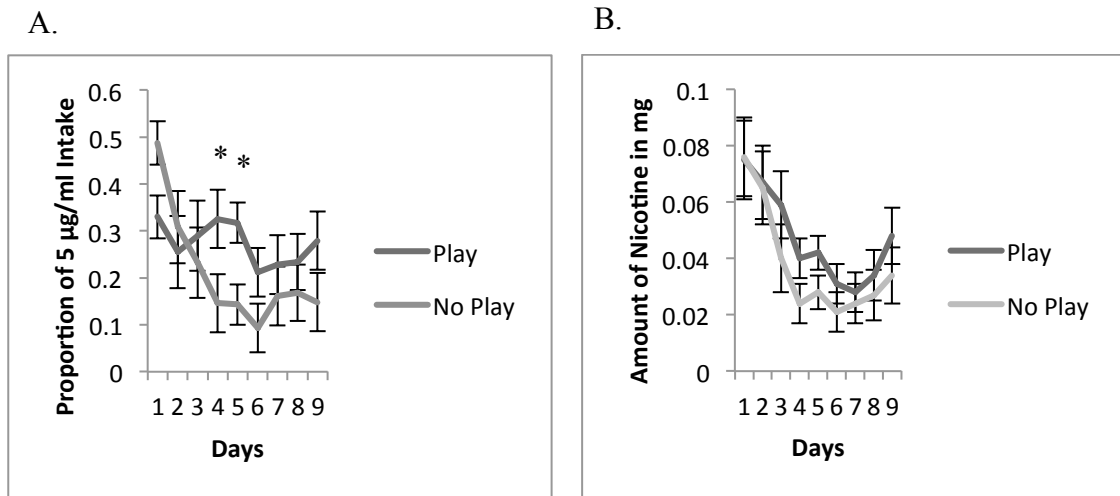 A.
Proportion of 5 µg/ml Intake
0.6
0.5
0.4
0.3
0.2
0.1
0
* *
1 2 3 4 5 6 7 8 9
Days
Play
No Play
B.
Amount of Nicotine in mg
0.1
0.08
0.06
0.04
0.02
0
1 2 3 4 5 6 7 8 9
Days
Play
No Play